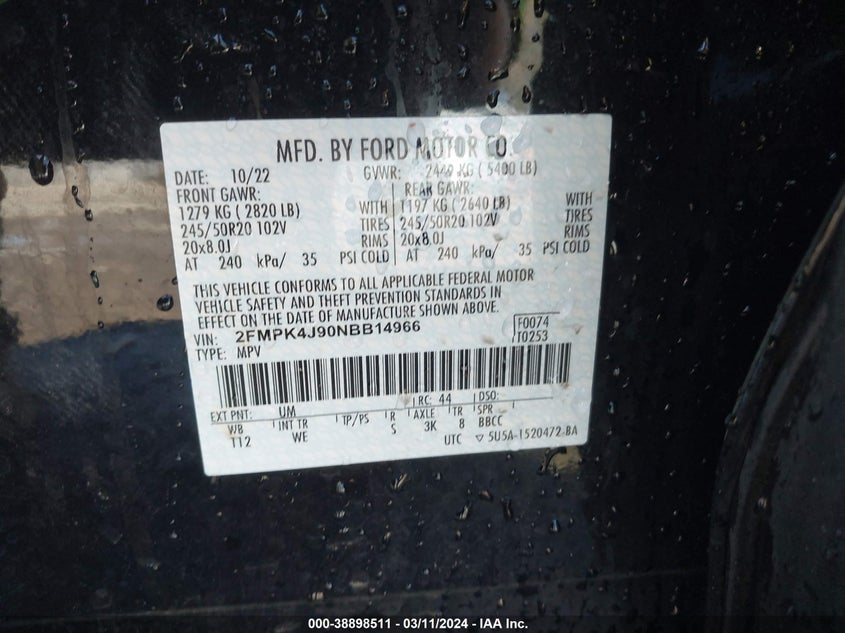 MFD. BY FORD MOTOR CO.
DATE: 10/22 GVWR: 2449 KG ( 5400 LB)
FRONT GAWR: REAR GAWR:
1279 KG ( 2820 LB) WITH 1197 KG ( 2640 LB) WITH
245/50R20 102V TIRES 245/50R20 102V TIRES
20x8.0J RIMS 20x8.0J RIMS
AT 240 kPa/ 35 PSI COLD AT 240 kPa/ 35 PSI COLD
THIS VEHICLE CONFORMS TO ALL APPLICABLE FEDERAL MOTOR
VEHICLE SAFETY AND THEFT PREVENTION STANDARDS IN
EFFECT ON THE DATE OF MANUFACTURE SHOWN ABOVE.
VIN: 2FMPK4J90NBB14966 F0074
TYPE: MPV T0253
EXT PNT: UM RC: 44 DSO:
WB INT TR TP/PS R AXLE TR SPR
T12 WE S 3K 8 BBCC
UTC ▽ 5U5A-1520472-BA
000-38898511 - 03/11/2024 - IAA Inc.